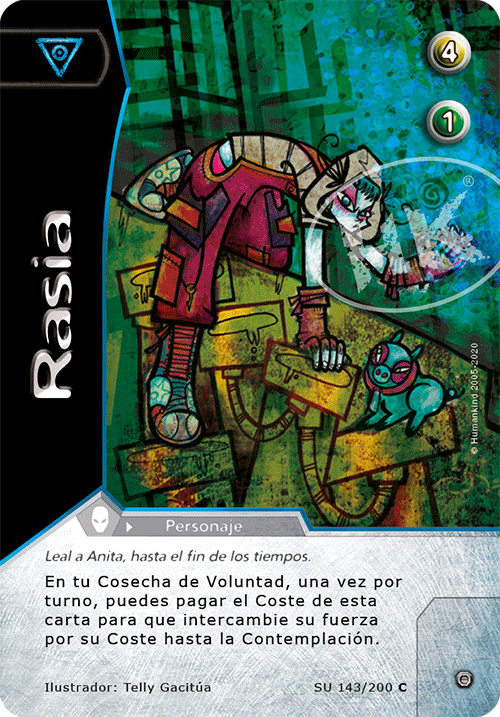 4
1
Rasia
HK®
© Humankind 2005-2020
Personaje
Leal a Anita, hasta el fin de los tiempos.
En tu Cosecha de Voluntad, una vez por
turno, puedes pagar el Coste de esta
carta para que intercambie su fuerza
por su Coste hasta la Contemplación.
Ilustrador: Telly Gacitúa
SU 143/200 C